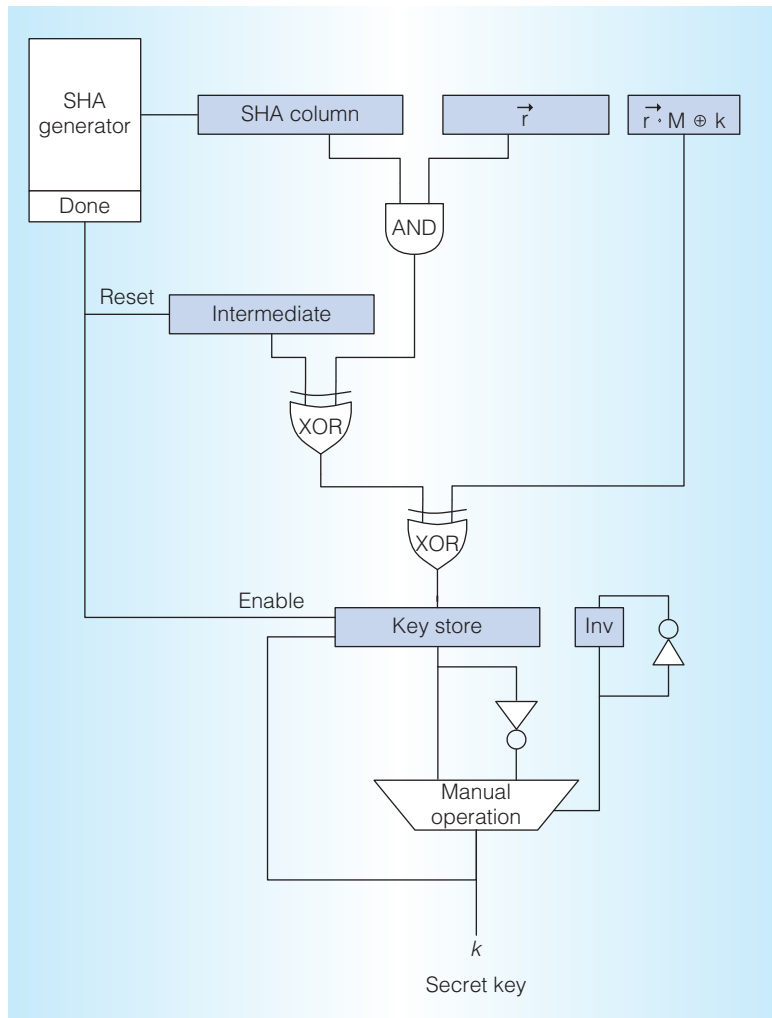 SHA
generator
Done
SHA column
r⃗
r⃗ · M ⊕ k
AND
Reset
Intermediate
XOR
XOR
Enable
Key store
Inv
Manual
operation
k
Secret key